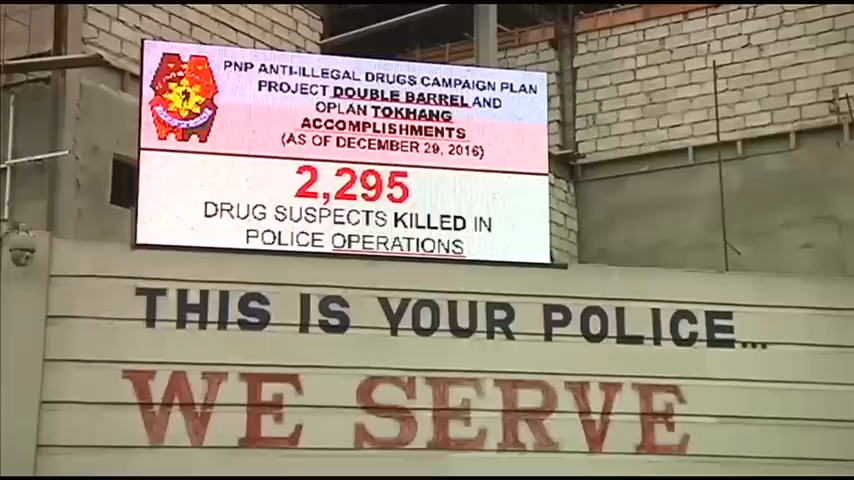 PNP ANTI-ILLEGAL DRUGS CAMPAIGN PLAN
PROJECT DOUBLE BARREL AND
OPLAN TOKHANG
ACCOMPLISHMENTS
(AS OF DECEMBER 29, 2016)
2,295
DRUG SUSPECTS KILLED IN
POLICE OPERATIONS
THIS IS YOUR POLICE...
WE SERVE